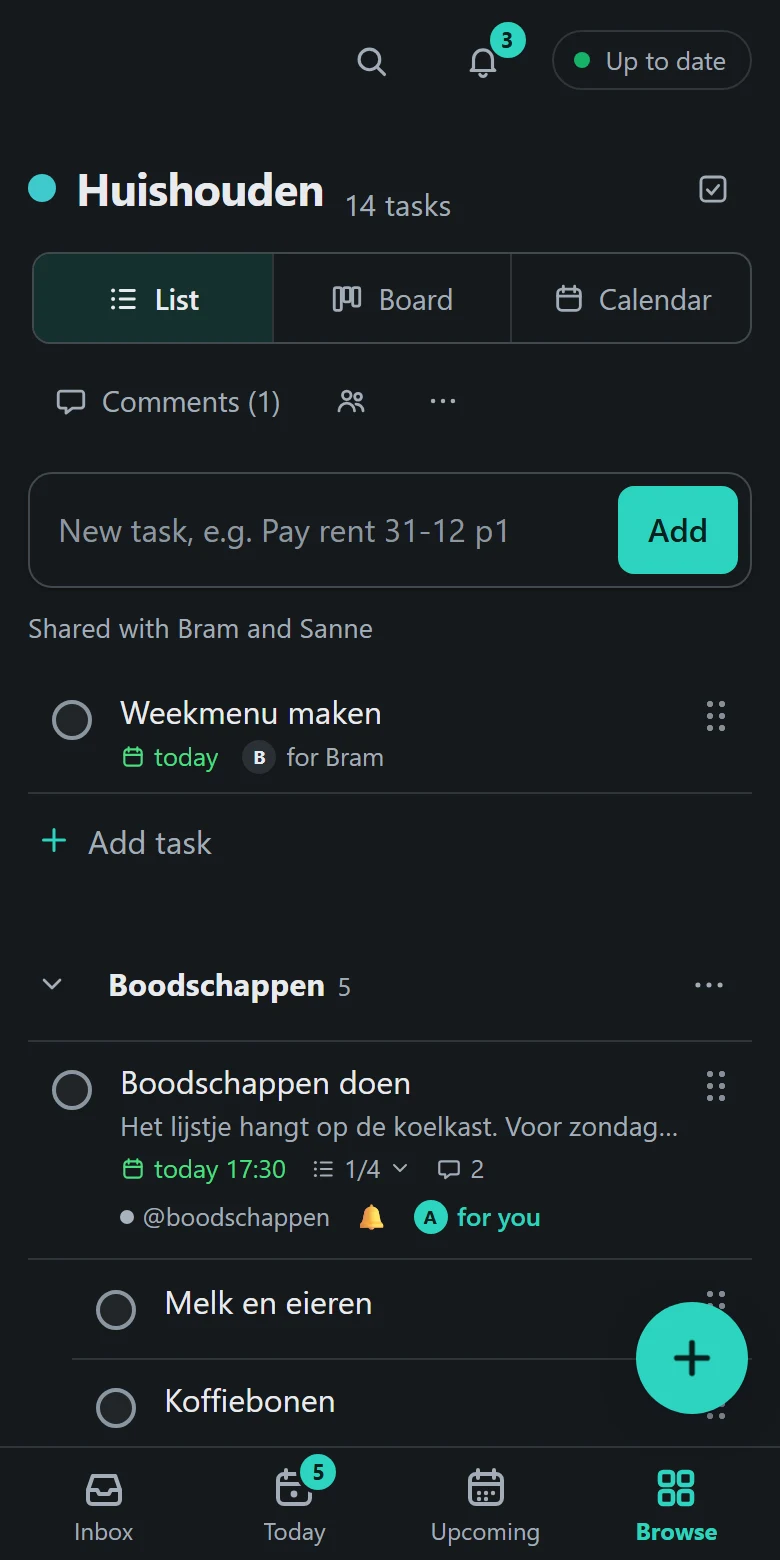 3
Up to date
Huishouden 14 tasks
List Board Calendar
Comments (1)
New task, e.g. Pay rent 31-12 p1 Add
Shared with Bram and Sanne
Weekmenu maken
today B for Bram
Add task
Boodschappen 5
Boodschappen doen
Het lijstje hangt op de koelkast. Voor zondag...
today 17:30 1/4 2
@boodschappen A for you
Melk en eieren
Koffiebonen
5
Inbox Today Upcoming Browse